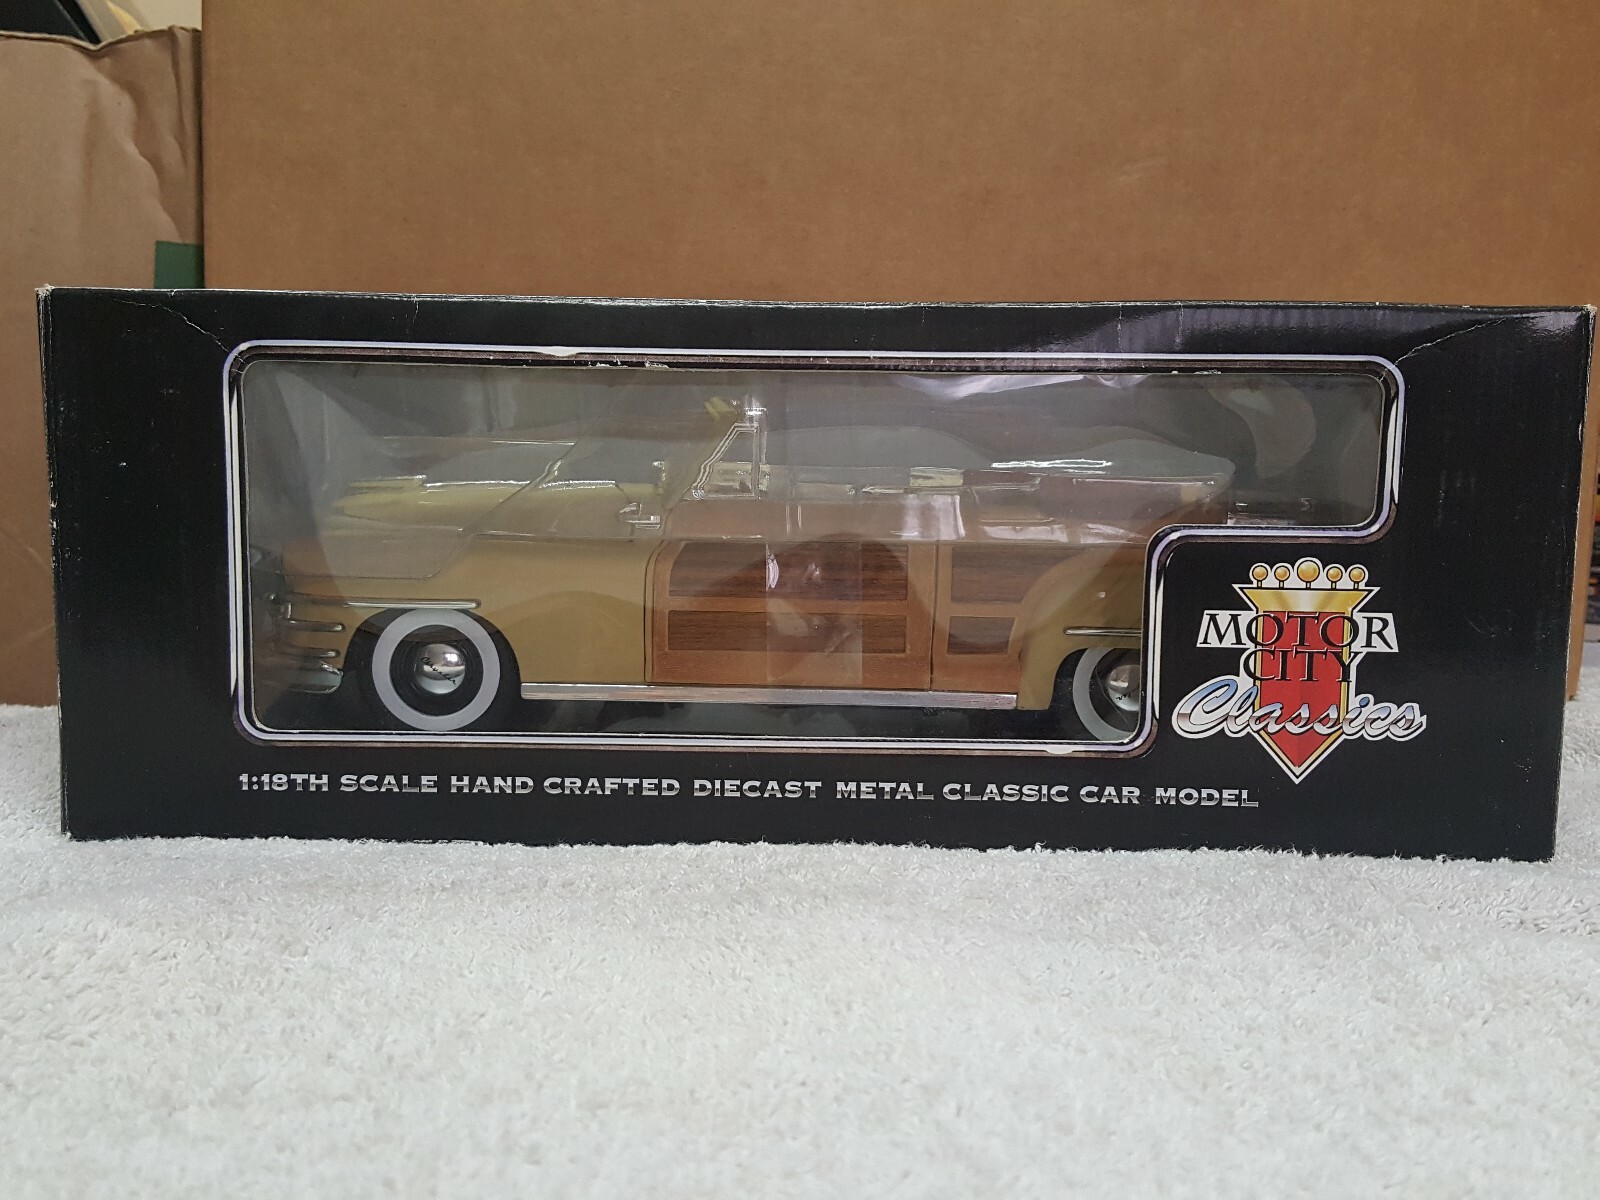 MOTOR
CITY
Classics
1:18TH SCALE HAND CRAFTED DIECAST METAL CLASSIC CAR MODEL